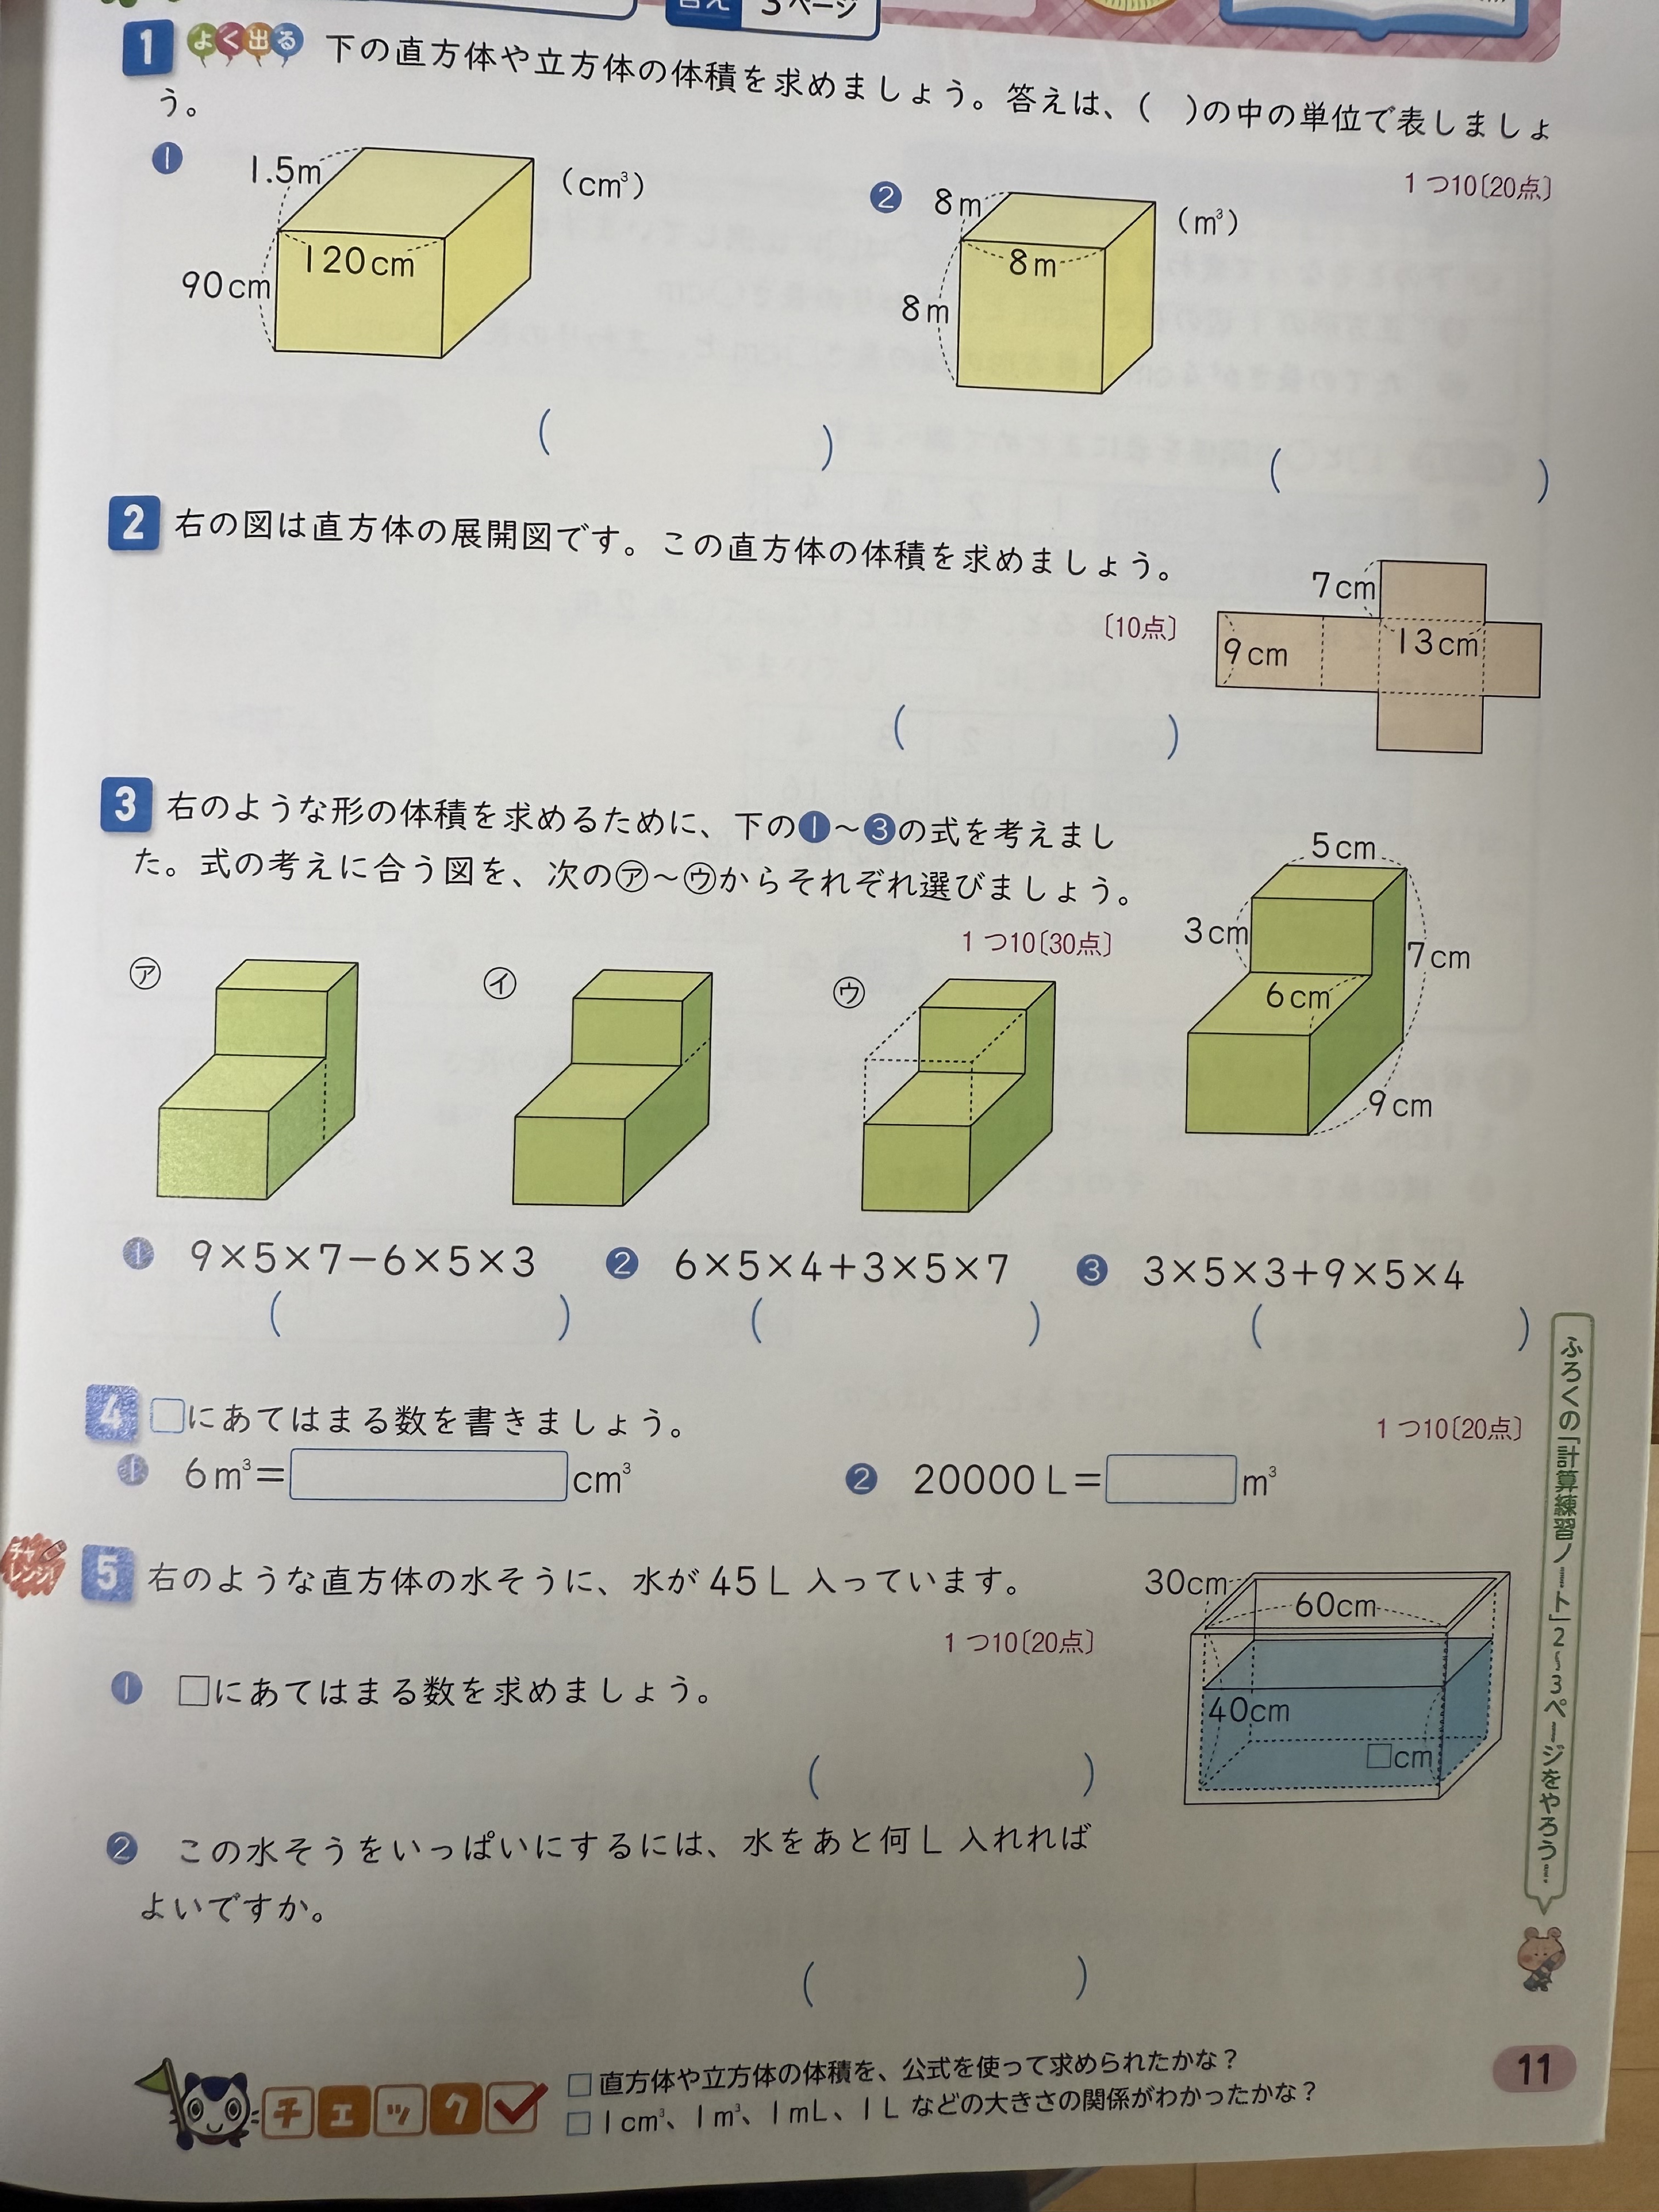 答え 3ページ
1 よく出る 下の直方体や立方体の体積を求めましょう。答えは、( )の中の単位で表しましょ
う。
1つ10〔20点〕
❶ 1.5m 120cm 90cm (cm³)
❷ 8m 8m 8m (m³)
( ) ( )
2 右の図は直方体の展開図です。この直方体の体積を求めましょう。
〔10点〕
7cm
9cm 13cm
( )
3 右のような形の体積を求めるために、下の❶~❸の式を考えまし
た。式の考えに合う図を、次の㋐~㋒からそれぞれ選びましょう。
1つ10〔30点〕
5cm
3cm
7cm
6cm
9cm
㋐ ㋑ ㋒
❶ 9×5×7−6×5×3 ❷ 6×5×4+3×5×7 ❸ 3×5×3+9×5×4
( ) ( ) ( )
4 □にあてはまる数を書きましょう。
1つ10〔20点〕
❶ 6m³=□cm³ ❷ 20000L=□m³
チャレンジ!
5 右のような直方体の水そうに、水が45L入っています。
1つ10〔20点〕
30cm
60cm
40cm
□cm
❶ □にあてはまる数を求めましょう。
( )
❷ この水そうをいっぱいにするには、水をあと何L入れれば
よいですか。
( )
ふろくの「計算練習ノート」2~3ページをやろう!
チェック
□直方体や立方体の体積を、公式を使って求められたかな?
□1cm³、1m³、1mL、1Lなどの大きさの関係がわかったかな?
11